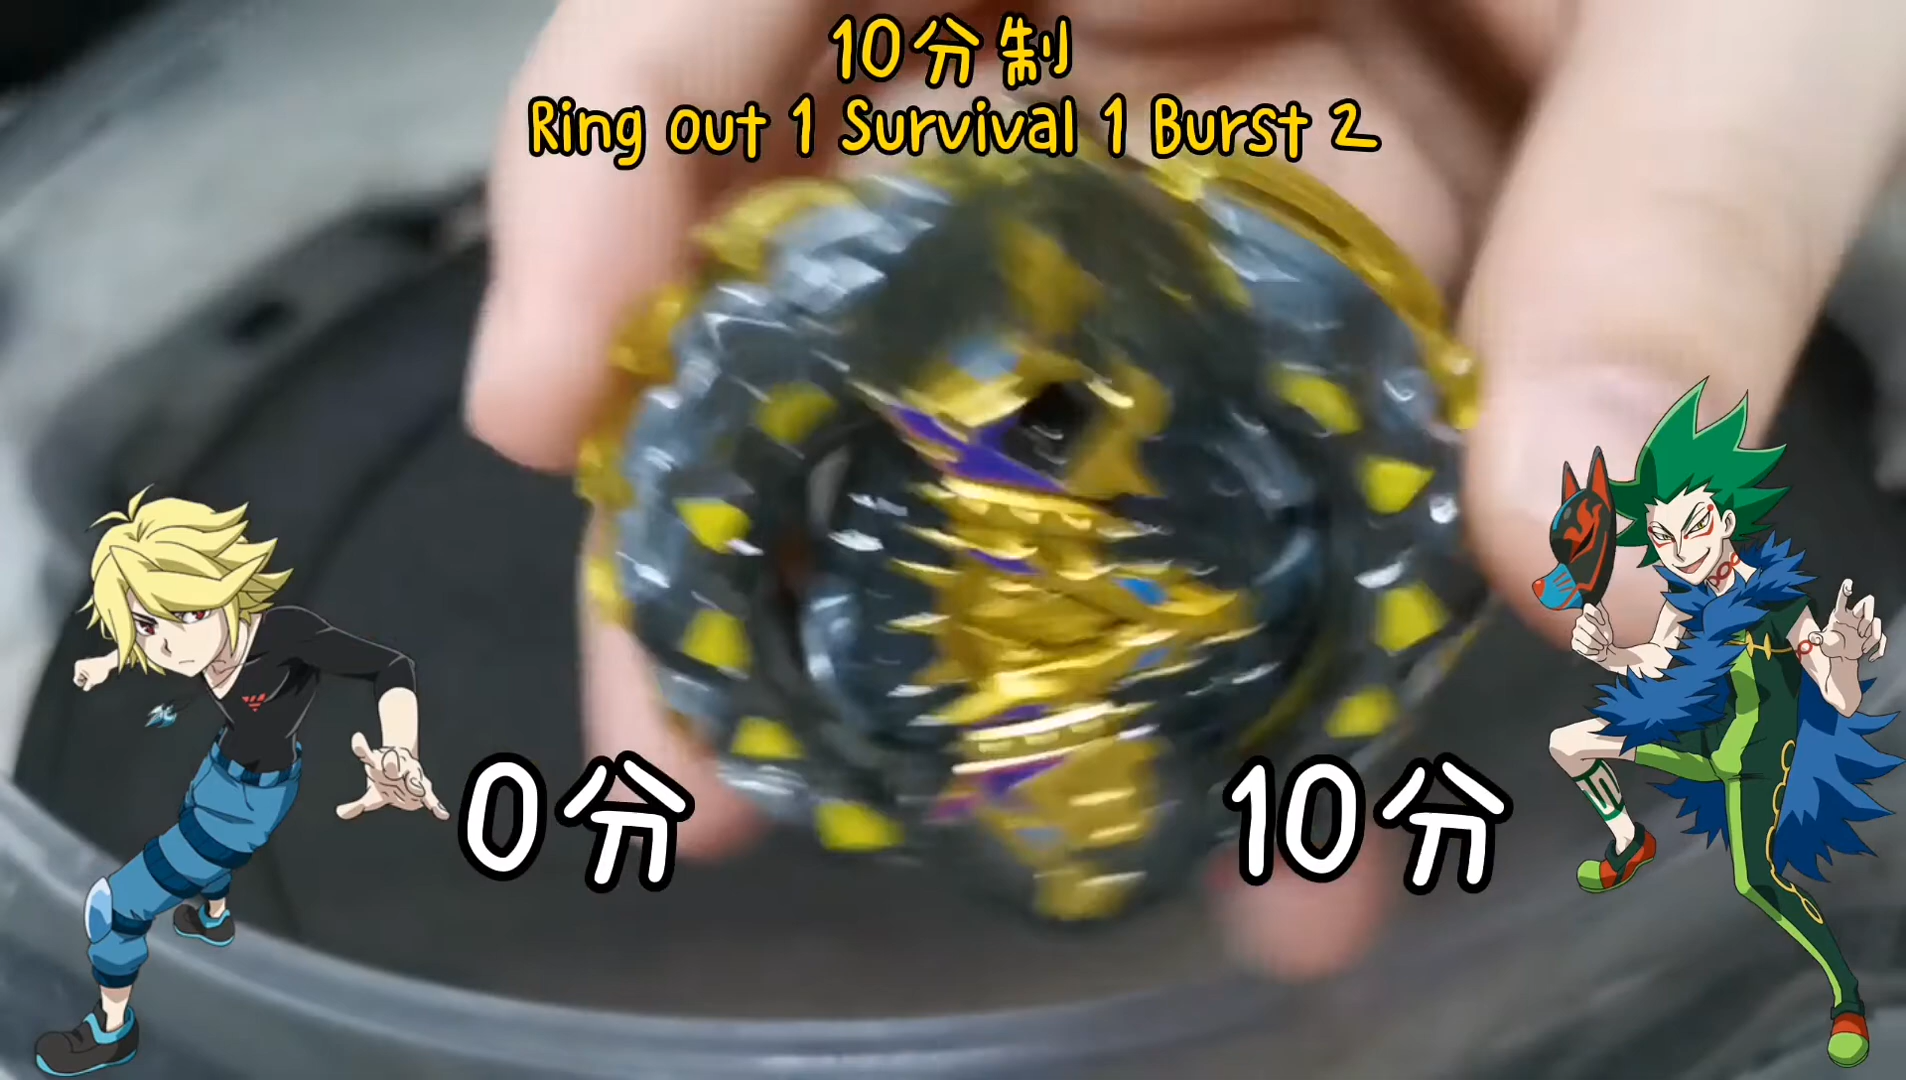 10分制
Ring out 1 Survival 1 Burst 2
0分
10分